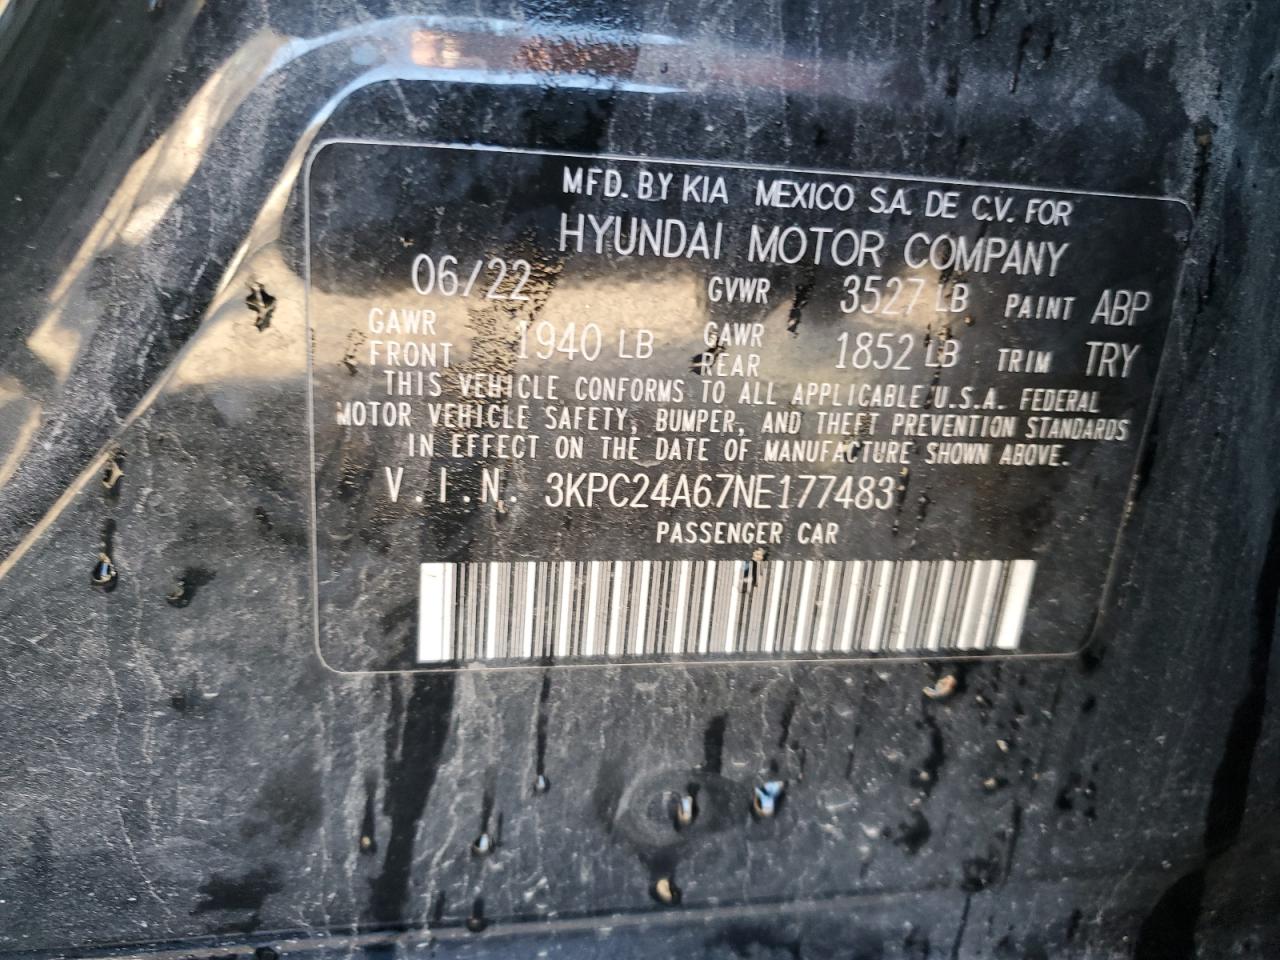 MFD. BY KIA MEXICO S.A. DE C.V. FOR
HYUNDAI MOTOR COMPANY
06/22 GVWR 3527 LB PAINT ABP
GAWR FRONT 1940 LB GAWR REAR 1852 LB TRIM TRY
THIS VEHICLE CONFORMS TO ALL APPLICABLE U.S.A. FEDERAL
MOTOR VEHICLE SAFETY, BUMPER, AND THEFT PREVENTION STANDARDS
IN EFFECT ON THE DATE OF MANUFACTURE SHOWN ABOVE.
V.I.N. 3KPC24A67NE177483
PASSENGER CAR